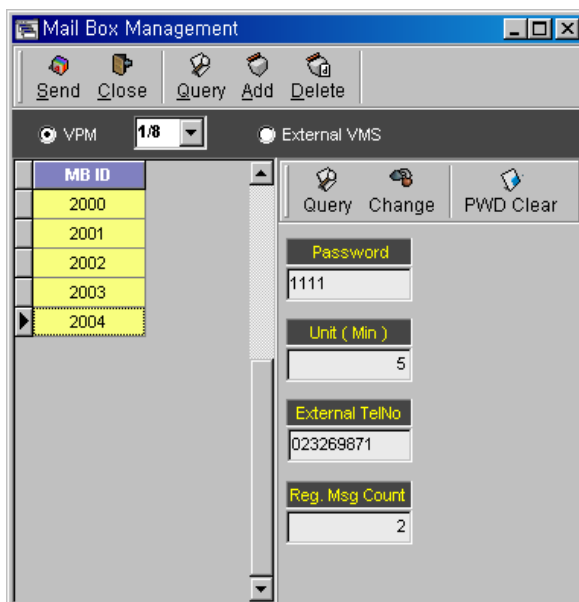 Mail Box Management
Send Close Query Add Delete
VPM 1/8 External VMS
MB ID
2000
2001
2002
2003
2004
Query Change PWD Clear
Password
1111
Unit ( Min )
5
External TelNo
023269871
Reg. Msg Count
2